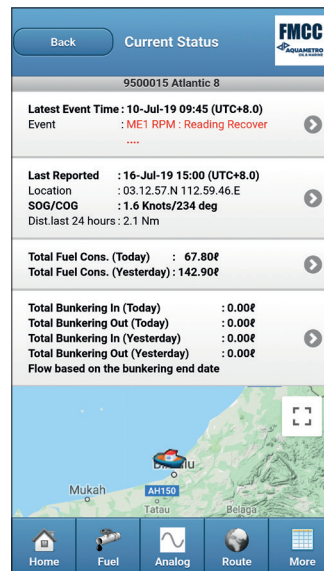 Back
Current Status
FMCC
AQUAMETRO
OIL & MARINE
9500015 Atlantic 8
Latest Event Time : 10-Jul-19 09:45 (UTC+8.0)
Event : ME1 RPM : Reading Recover
....
Last Reported : 16-Jul-19 15:00 (UTC+8.0)
Location : 03.12.57.N 112.59.46.E
SOG/COG : 1.6 Knots/234 deg
Dist.last 24 hours : 2.1 Nm
Total Fuel Cons. (Today) : 67.80ℓ
Total Fuel Cons. (Yesterday) : 142.90ℓ
Total Bunkering In (Today) : 0.00ℓ
Total Bunkering Out (Today) : 0.00ℓ
Total Bunkering In (Yesterday) : 0.00ℓ
Total Bunkering Out (Yesterday) : 0.00ℓ
Flow based on the bunkering end date
Mukah
AH150
Tatau
Belaga
Home
Fuel
Analog
Route
More